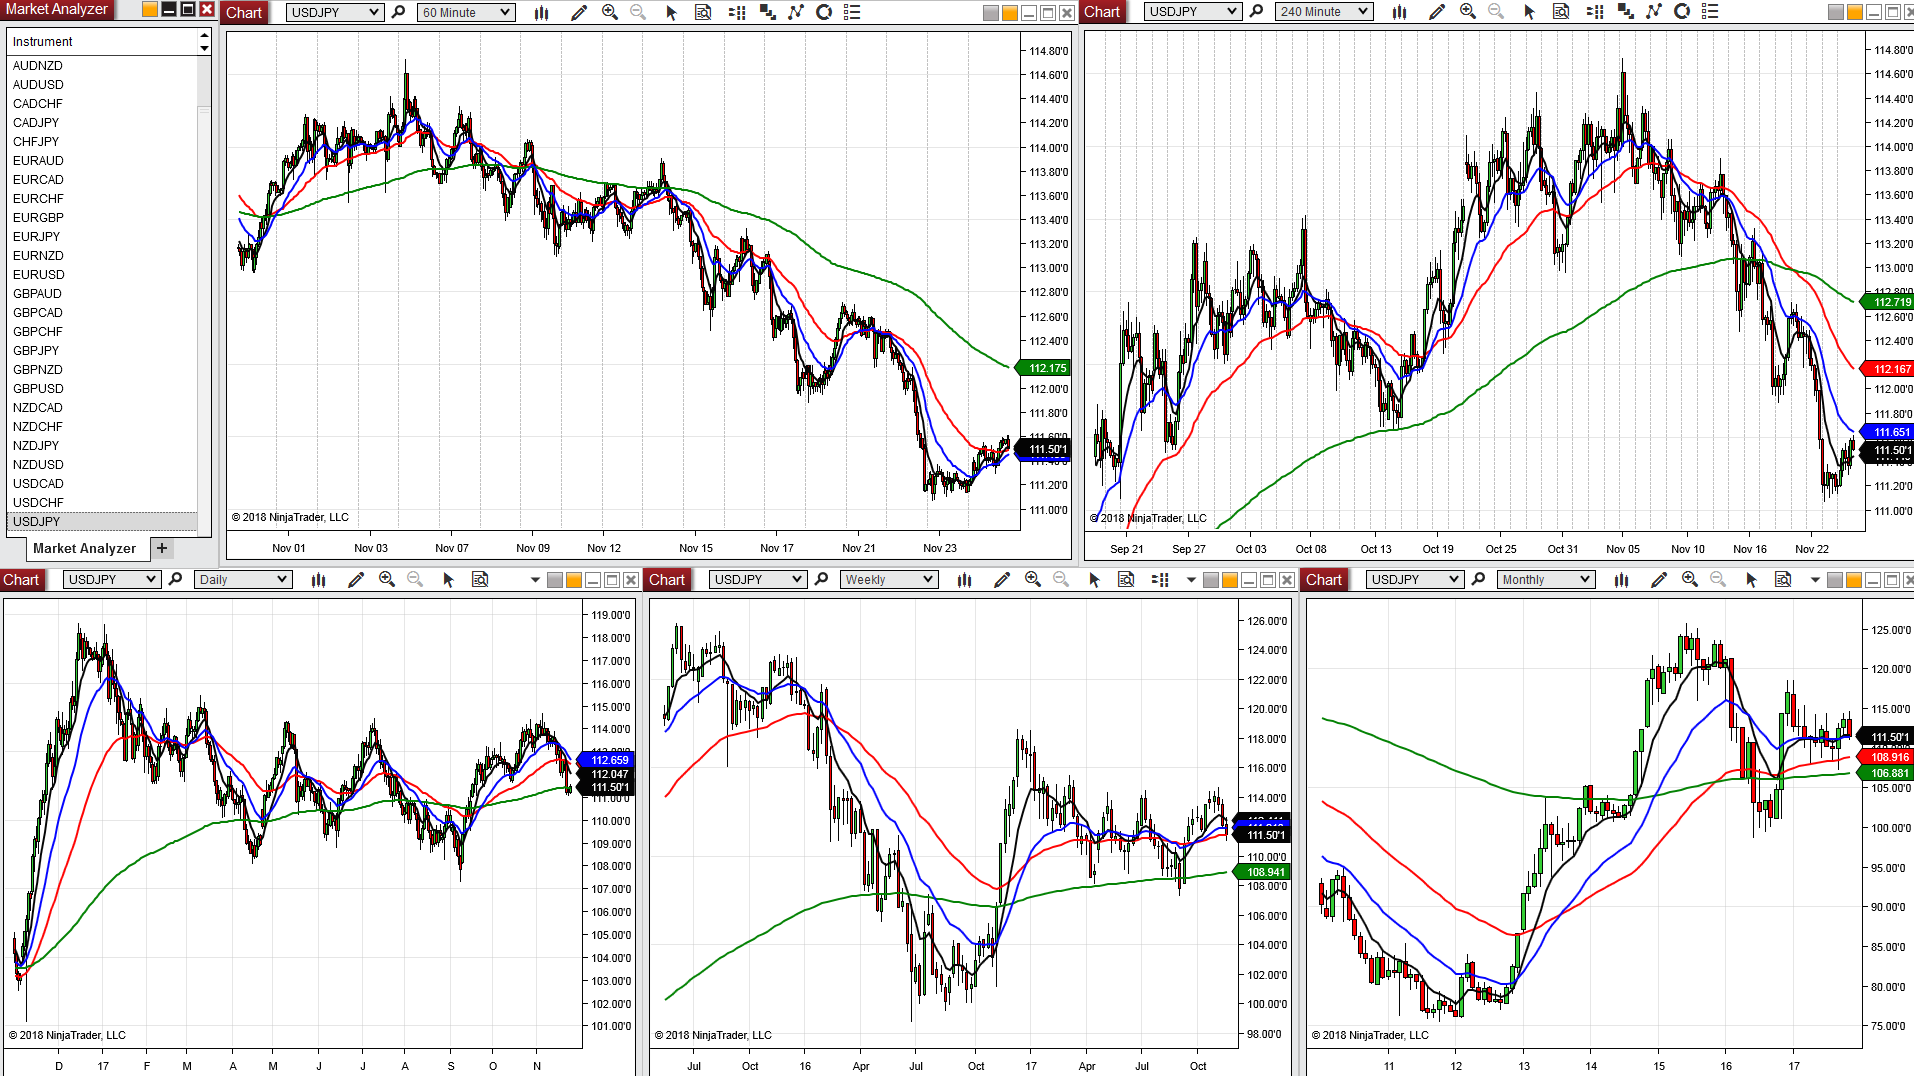 Market Analyzer
Instrument
AUDNZD
AUDUSD
CADCHF
CADJPY
CHFJPY
EURAUD
EURCAD
EURCHF
EURGBP
EURJPY
EURNZD
EURUSD
GBPAUD
GBPCAD
GBPCHF
GBPJPY
GBPNZD
GBPUSD
NZDCAD
NZDCHF
NZDJPY
NZDUSD
USDCAD
USDCHF
USDJPY
Market Analyzer +
Chart USDJPY 60 Minute
114.80'0
114.60'0
114.40'0
114.20'0
114.00'0
113.80'0
113.60'0
113.40'0
113.20'0
113.00'0
112.80'0
112.60'0
112.40'0
112.175
112.00'0
111.80'0
111.60'0
111.50'1
111.20'0
111.00'0
© 2018 NinjaTrader, LLC
Nov 01 Nov 03 Nov 07 Nov 09 Nov 12 Nov 15 Nov 17 Nov 21 Nov 23
Chart USDJPY 240 Minute
114.80'0
114.60'0
114.40'0
114.20'0
114.00'0
113.80'0
113.60'0
113.40'0
113.20'0
113.00'0
112.80'0
112.719
112.60'0
112.40'0
112.167
112.00'0
111.80'0
111.651
111.50'1
111.20'0
111.00'0
© 2018 NinjaTrader, LLC
Sep 21 Sep 27 Oct 03 Oct 08 Oct 13 Oct 19 Oct 25 Oct 31 Nov 05 Nov 10 Nov 16 Nov 22
Chart USDJPY Daily
119.00'0
118.00'0
117.00'0
116.00'0
115.00'0
114.00'0
112.659
112.047
111.50'1
111.00'0
110.00'0
109.00'0
108.00'0
107.00'0
106.00'0
105.00'0
104.00'0
103.00'0
102.00'0
101.00'0
© 2018 NinjaTrader, LLC
D 17 F M A M J J A S O N
Chart USDJPY Weekly
126.00'0
124.00'0
122.00'0
120.00'0
118.00'0
116.00'0
114.00'0
111.50'1
110.00'0
108.941
108.00'0
106.00'0
104.00'0
102.00'0
100.00'0
98.00'0
© 2018 NinjaTrader, LLC
Jul Oct 16 Apr Jul Oct 17 Apr Jul Oct
Chart USDJPY Monthly
125.00'0
120.00'0
115.00'0
111.50'1
108.916
106.881
105.00'0
100.00'0
95.00'0
90.00'0
85.00'0
80.00'0
75.00'0
© 2018 NinjaTrader, LLC
11 12 13 14 15 16 17